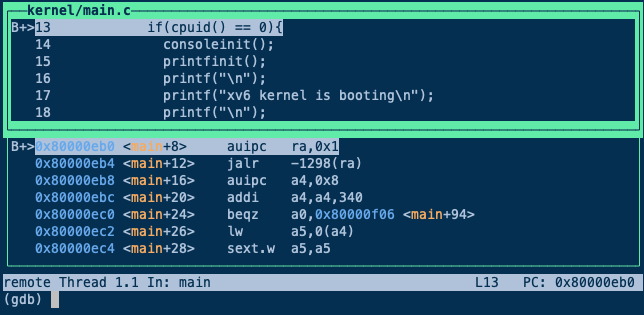 kernel/main.c
B+>13 if(cpuid() == 0){
14 consoleinit();
15 printfinit();
16 printf("\n");
17 printf("xv6 kernel is booting\n");
18 printf("\n");
B+>0x80000eb0 <main+8> auipc ra,0x1
0x80000eb4 <main+12> jalr -1298(ra)
0x80000eb8 <main+16> auipc a4,0x8
0x80000ebc <main+20> addi a4,a4,340
0x80000ec0 <main+24> beqz a0,0x80000f06 <main+94>
0x80000ec2 <main+26> lw a5,0(a4)
0x80000ec4 <main+28> sext.w a5,a5
remote Thread 1.1 In: main L13 PC: 0x80000eb0
(gdb)